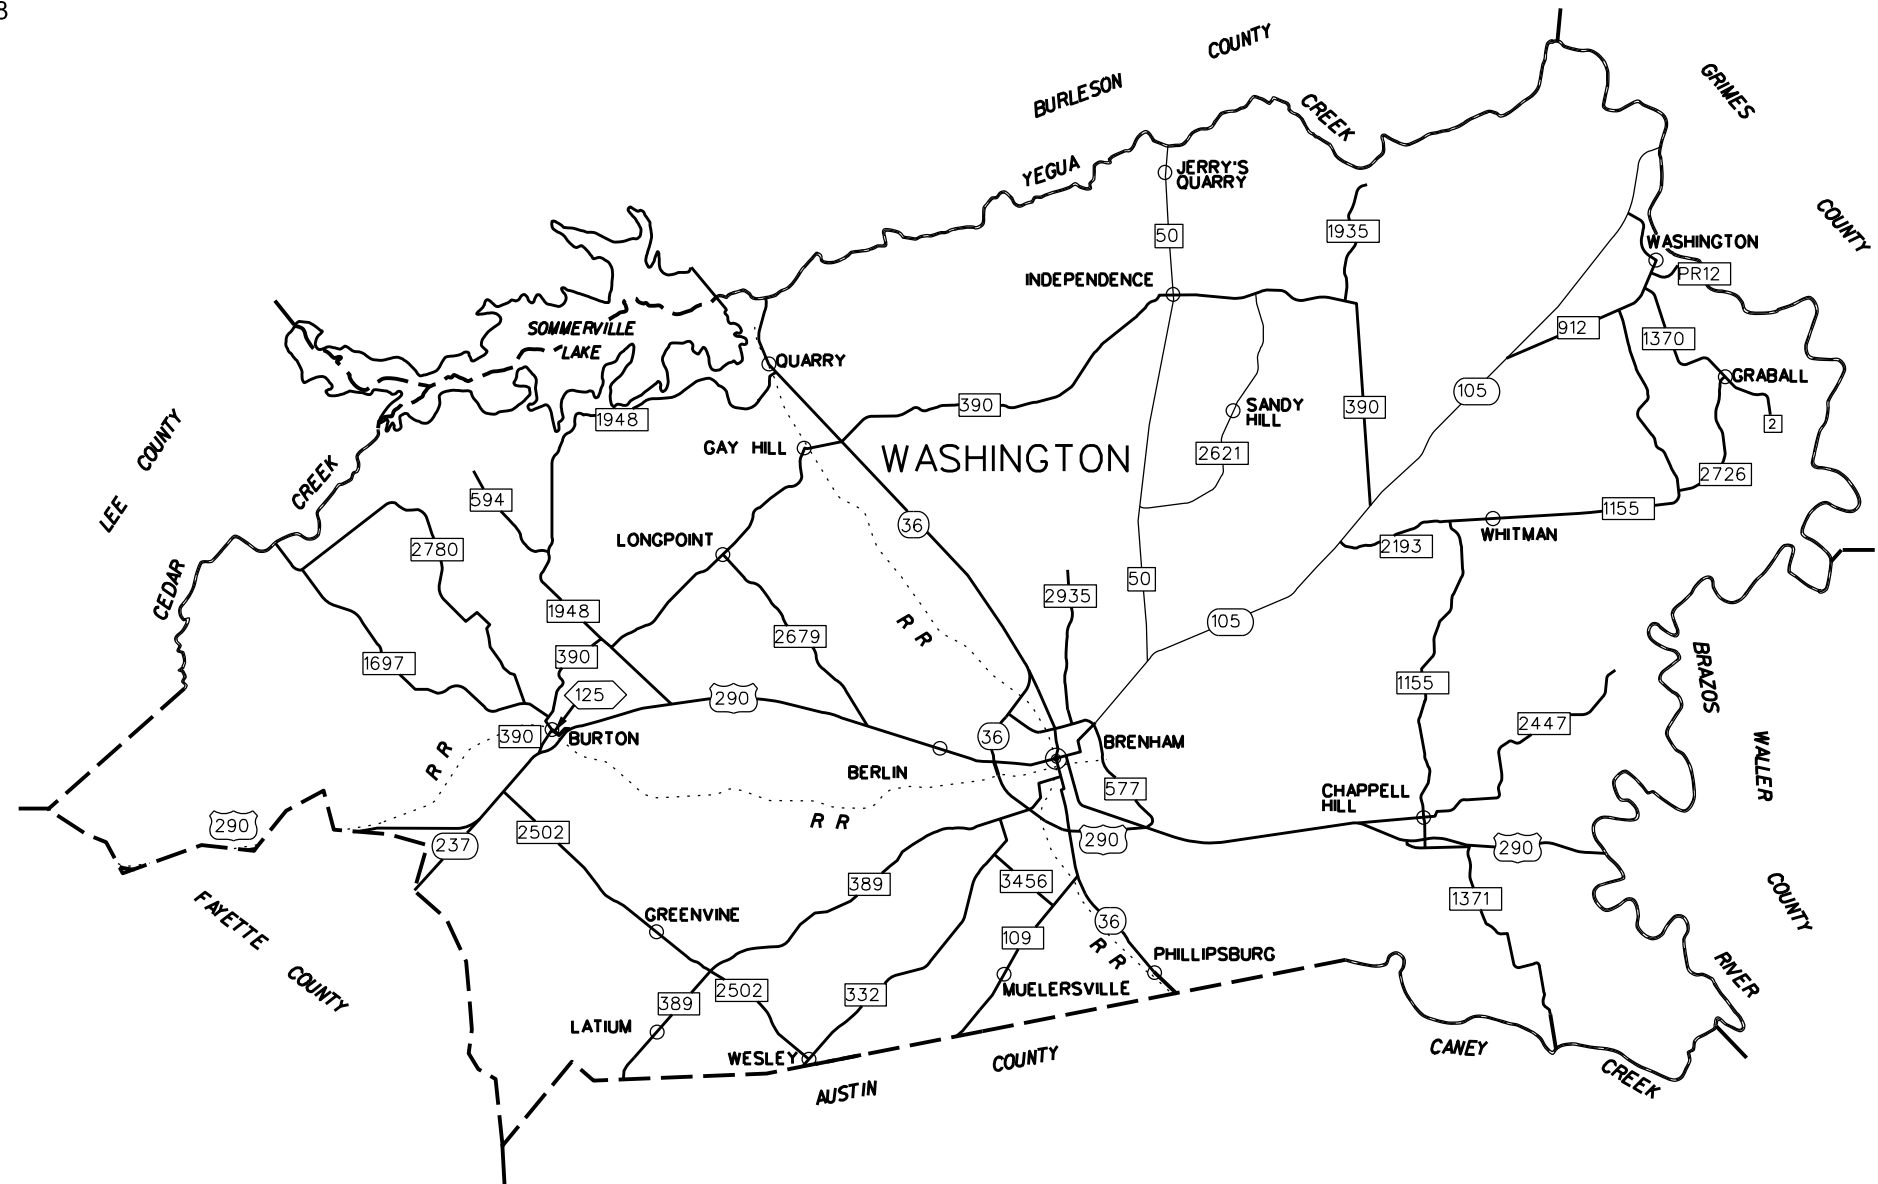 3
COUNTY
BURLESON
GRIMES
CREEK
YEGUA
JERRY'S
QUARRY
COUNTY
50
1935
WASHINGTON
PR12
INDEPENDENCE
SOMMERVILLE
LAKE
912
1370
QUARRY
GRABALL
105
2
390
390
SANDY
HILL
1948
LEE COUNTY
GAY HILL
WASHINGTON
2621
2726
CREEK
594
1155
36
WHITMAN
LONGPOINT
2780
2193
CEDAR
50
2935
1948
105
R R
2679
390
1697
BRAZOS
1155
125
290
2447
390
BURTON
36
BRENHAM
R R
BERLIN
WALLER
577
CHAPPELL
HILL
R R
290
2502
237
290
290
389
3456
1371
COUNTY
FAYETTE
GREENVINE
36
109
R R
PHILLIPSBURG
COUNTY
RIVER
2502
332
MUELERSVILLE
389
LATIUM
WESLEY
COUNTY
CANEY
CREEK
AUSTIN